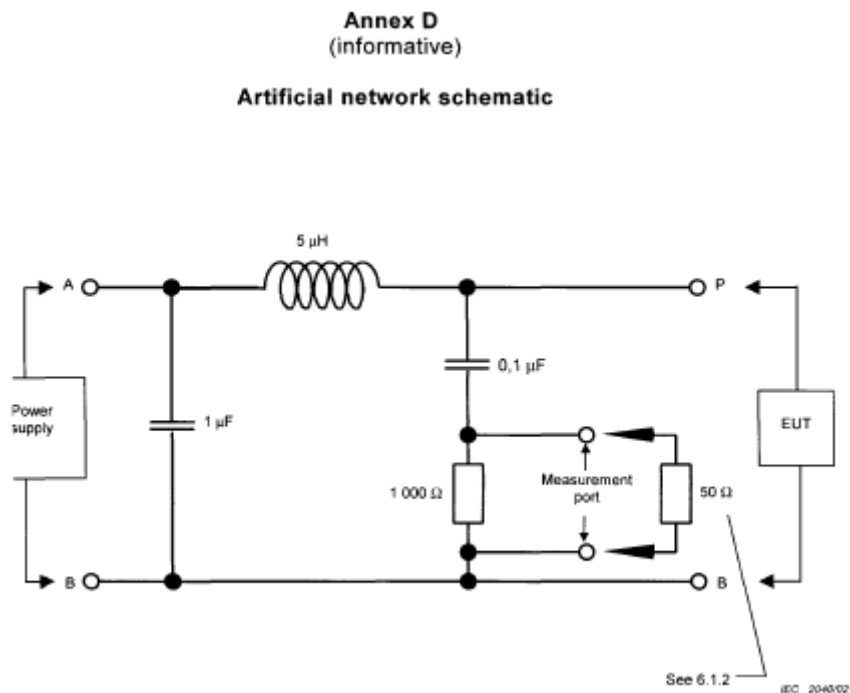 Annex D
(informative)
Artificial network schematic
5 μH
A
P
0,1 μF
Power
supply
1 μF
EUT
1 000 Ω
Measurement
port
50 Ω
B
B
See 6.1.2
IEC 2040/02